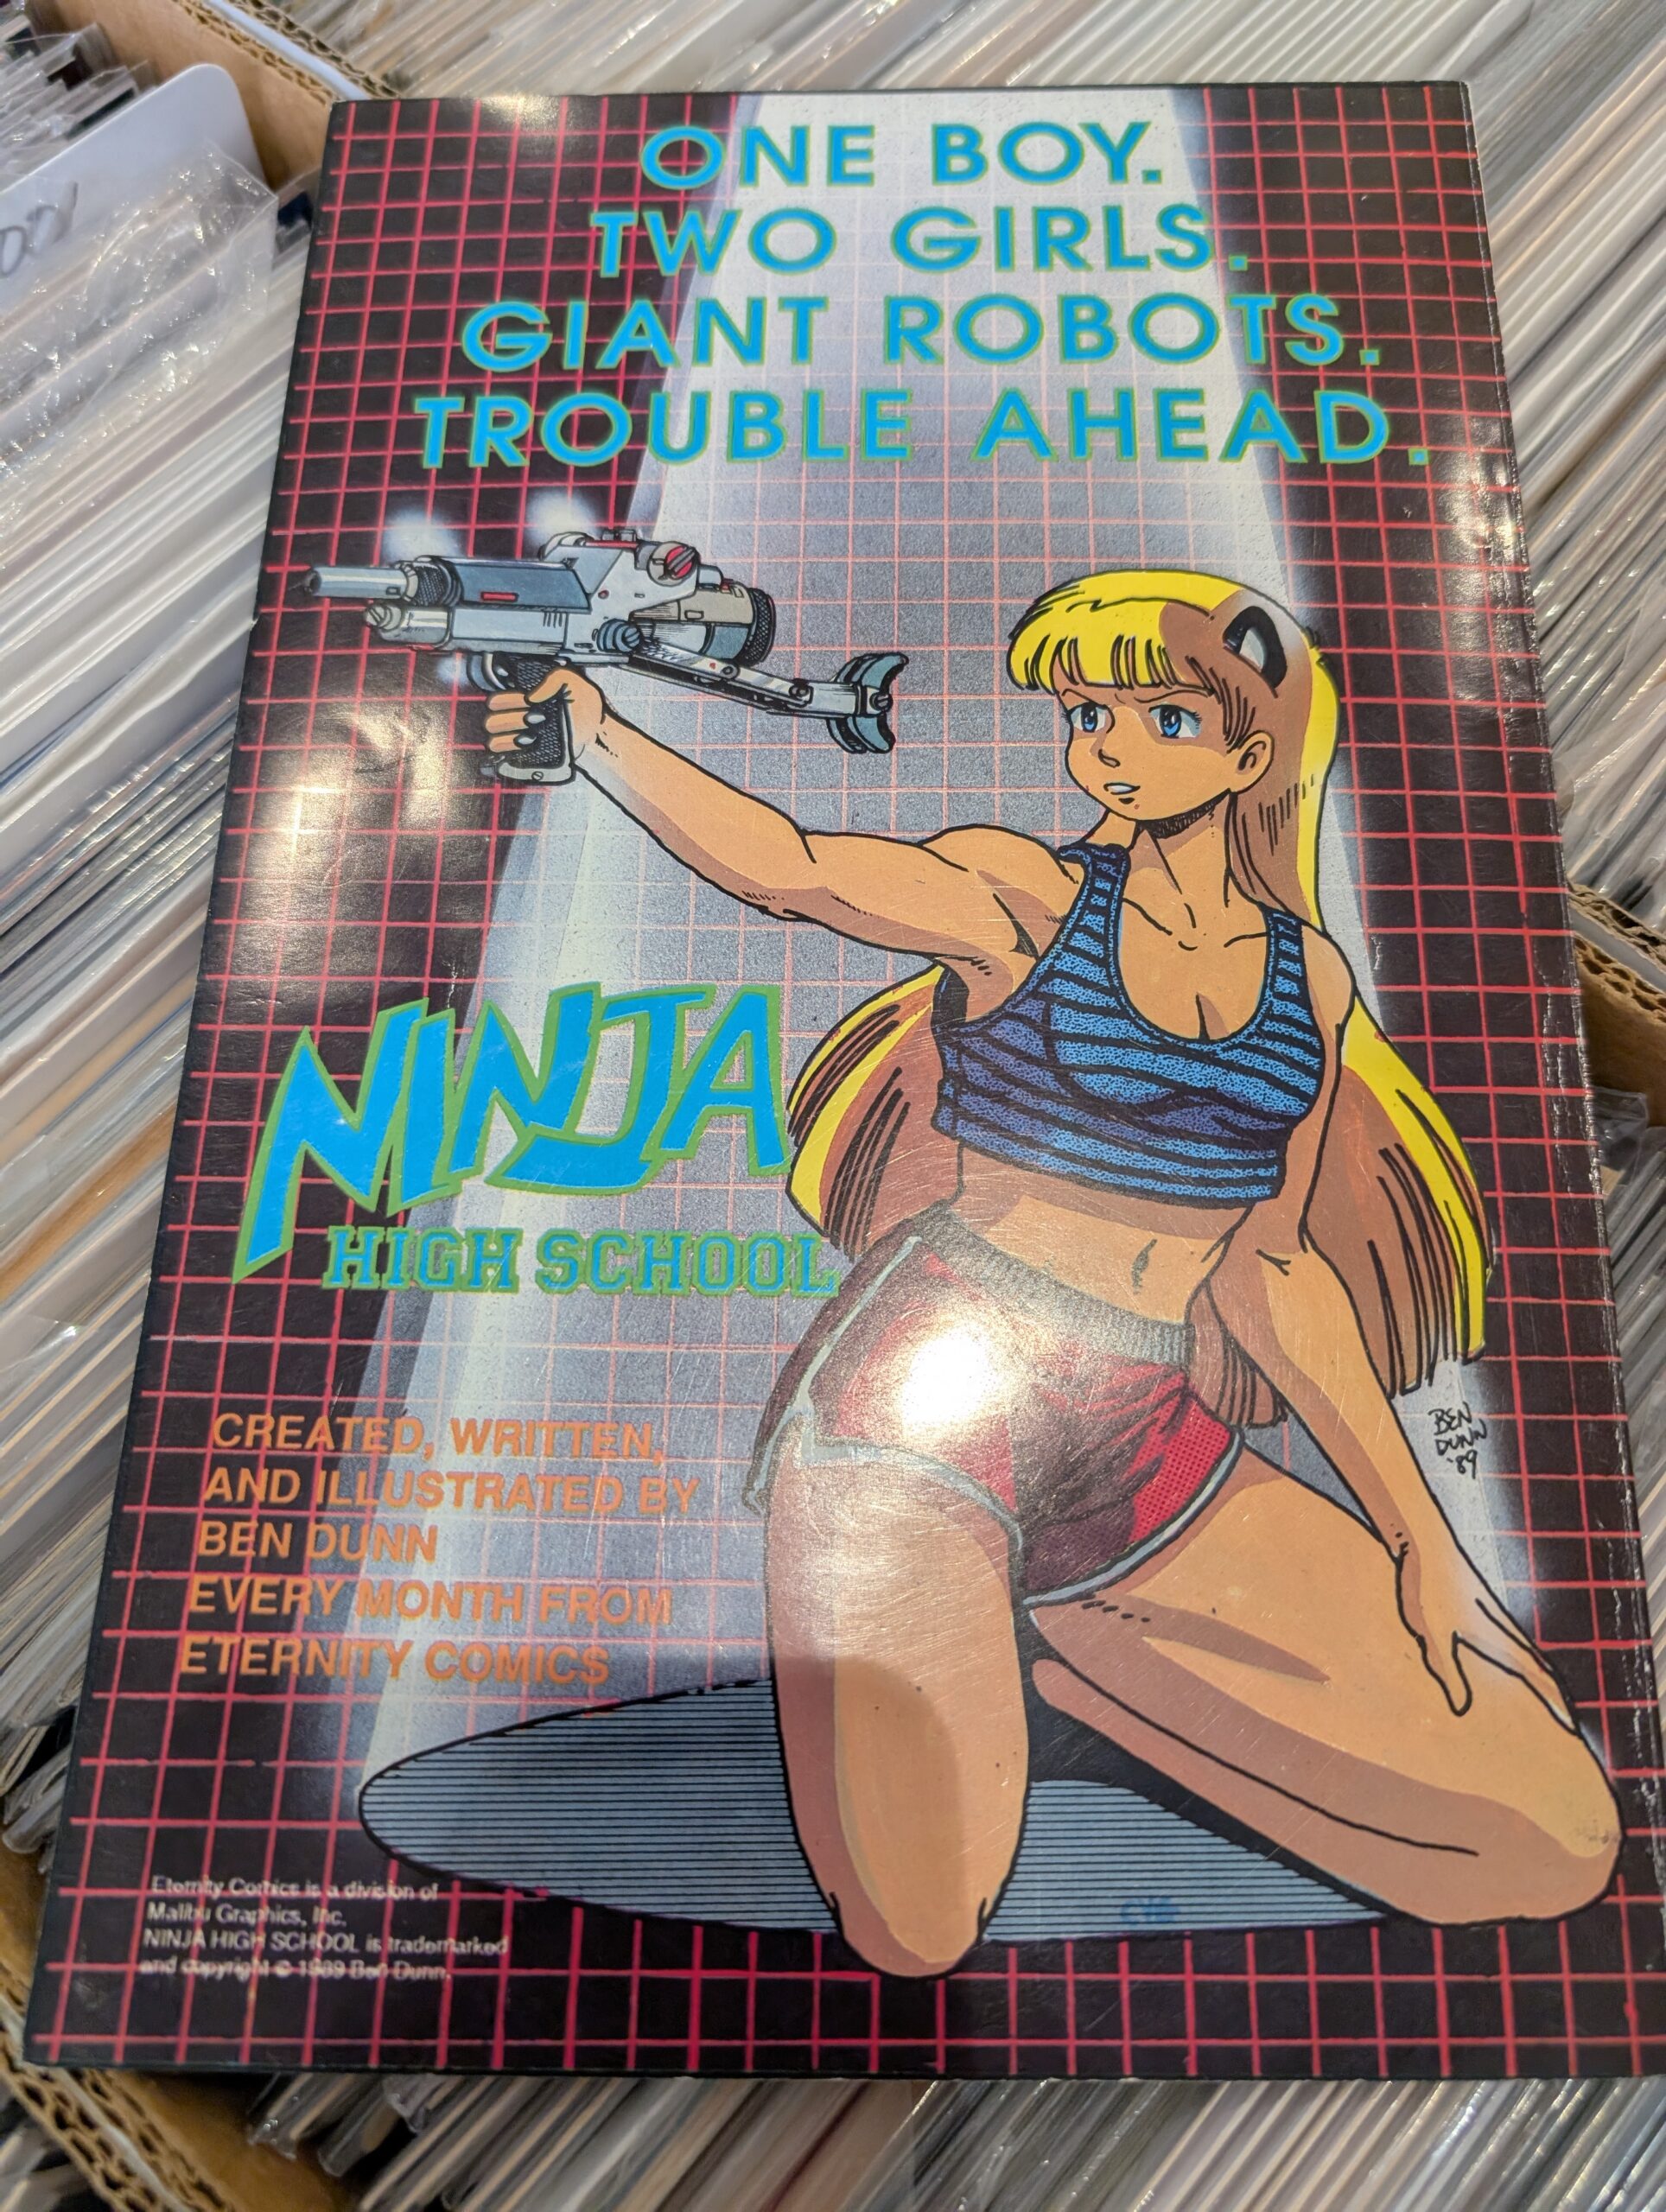 ONE BOY.
TWO GIRLS.
GIANT ROBOTS.
TROUBLE AHEAD.
NINJA
HIGH SCHOOL
BEN
DUNN
'89
CREATED, WRITTEN,
AND ILLUSTRATED BY
BEN DUNN
EVERY MONTH FROM
ETERNITY COMICS
Eternity Comics is a division of
Malibu Graphics, Inc.
NINJA HIGH SCHOOL is trademarked
and copyright © 1989 Ben Dunn.